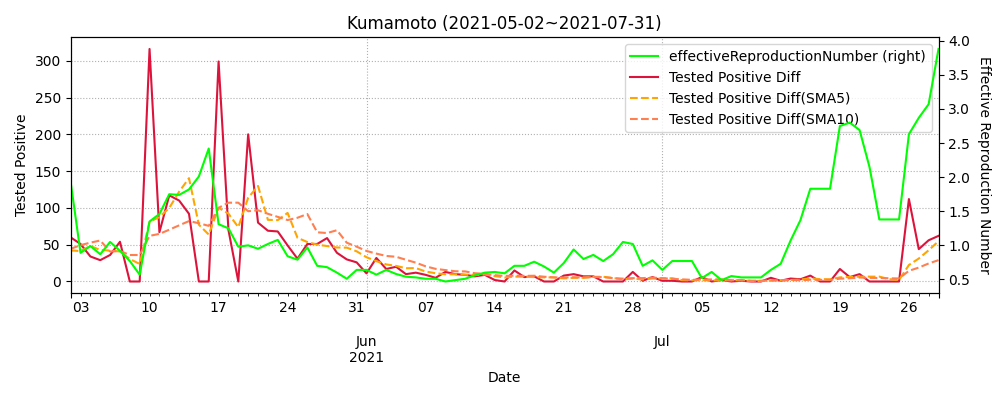 Kumamoto (2021-05-02~2021-07-31)
effectiveReproductionNumber (right)
Tested Positive Diff
Tested Positive Diff(SMA5)
Tested Positive Diff(SMA10)
Tested Positive
300
250
200
150
100
50
0
4.0
3.5
3.0
2.5
2.0
1.5
1.0
0.5
Effective Reproduction Number
03 10 17 24 07 14 21 28 05 12 19 26
Jun Jul
2021
Date